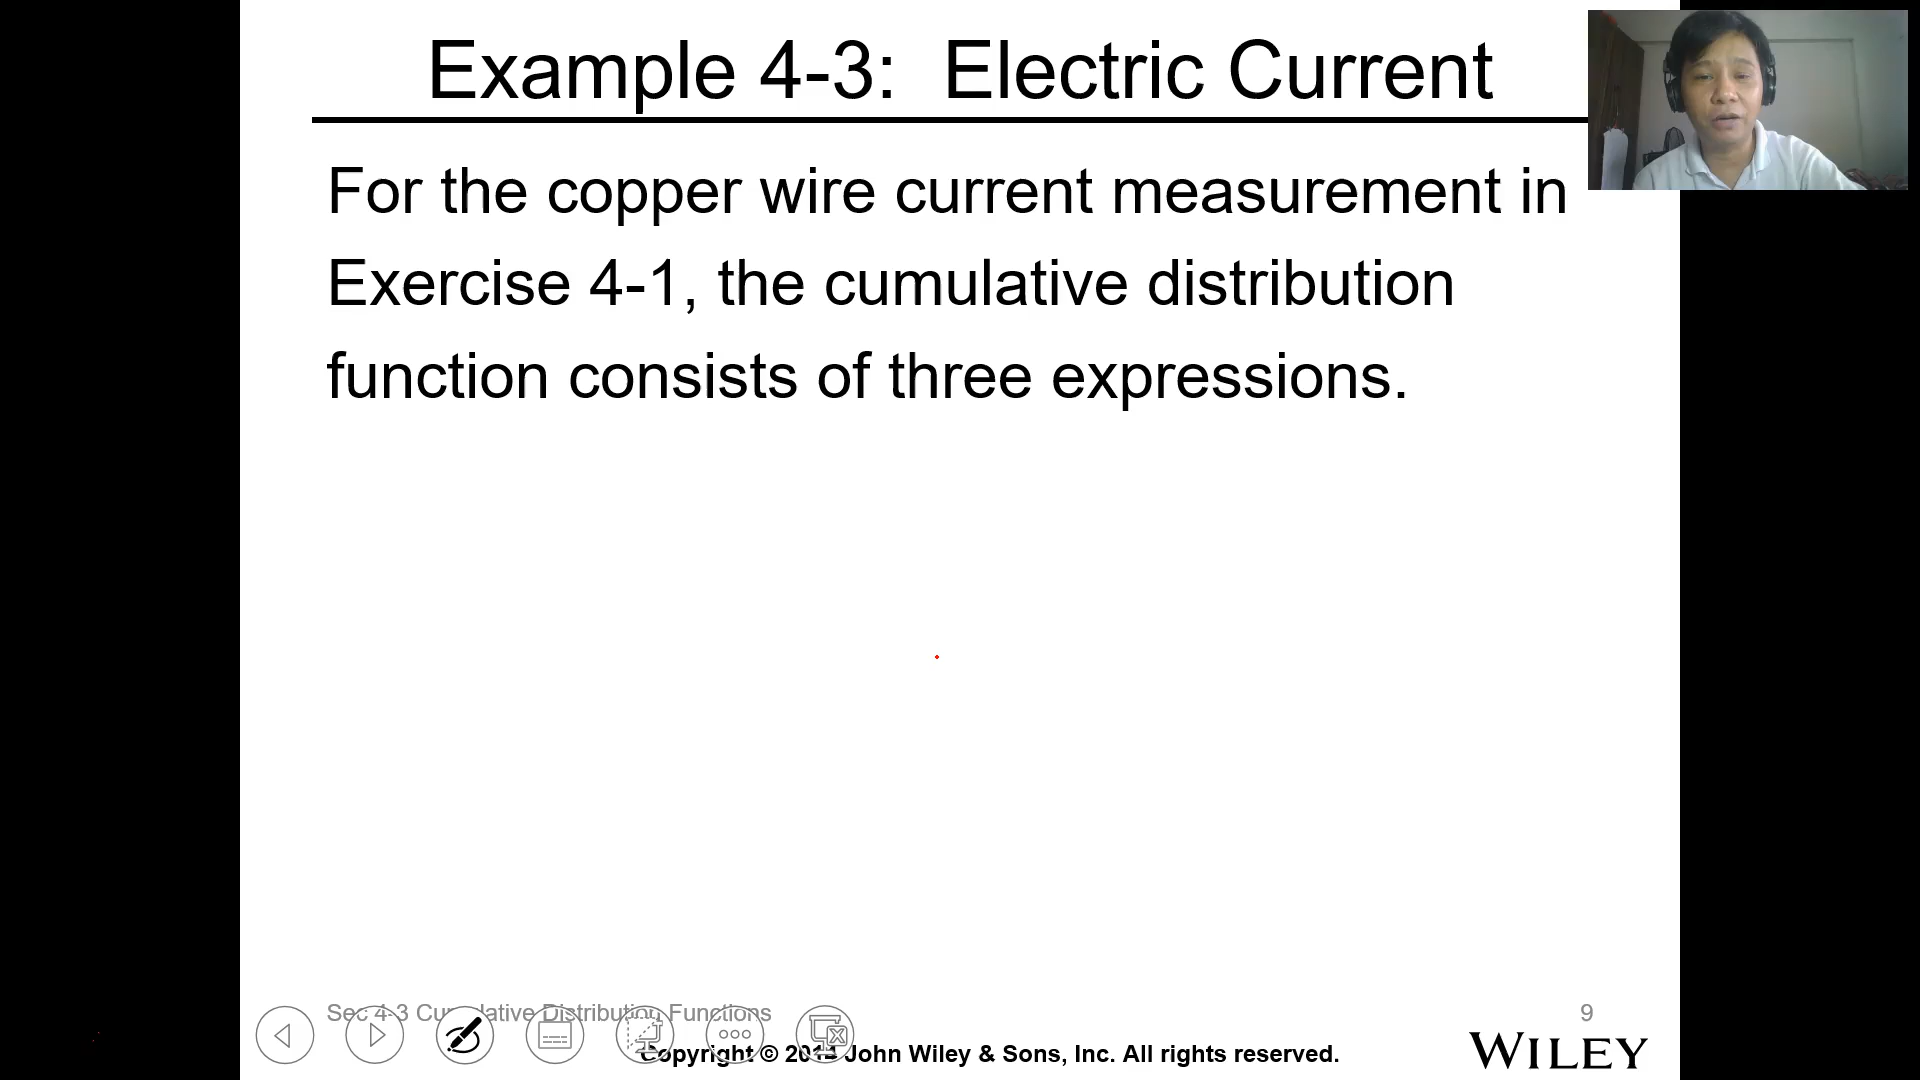 Example 4-3: Electric Current
For the copper wire current measurement in
Exercise 4-1, the cumulative distribution
function consists of three expressions.
Sec 4-3 Cumulative Distribution Functions
9
Copyright © 2014 John Wiley & Sons, Inc. All rights reserved.
WILEY